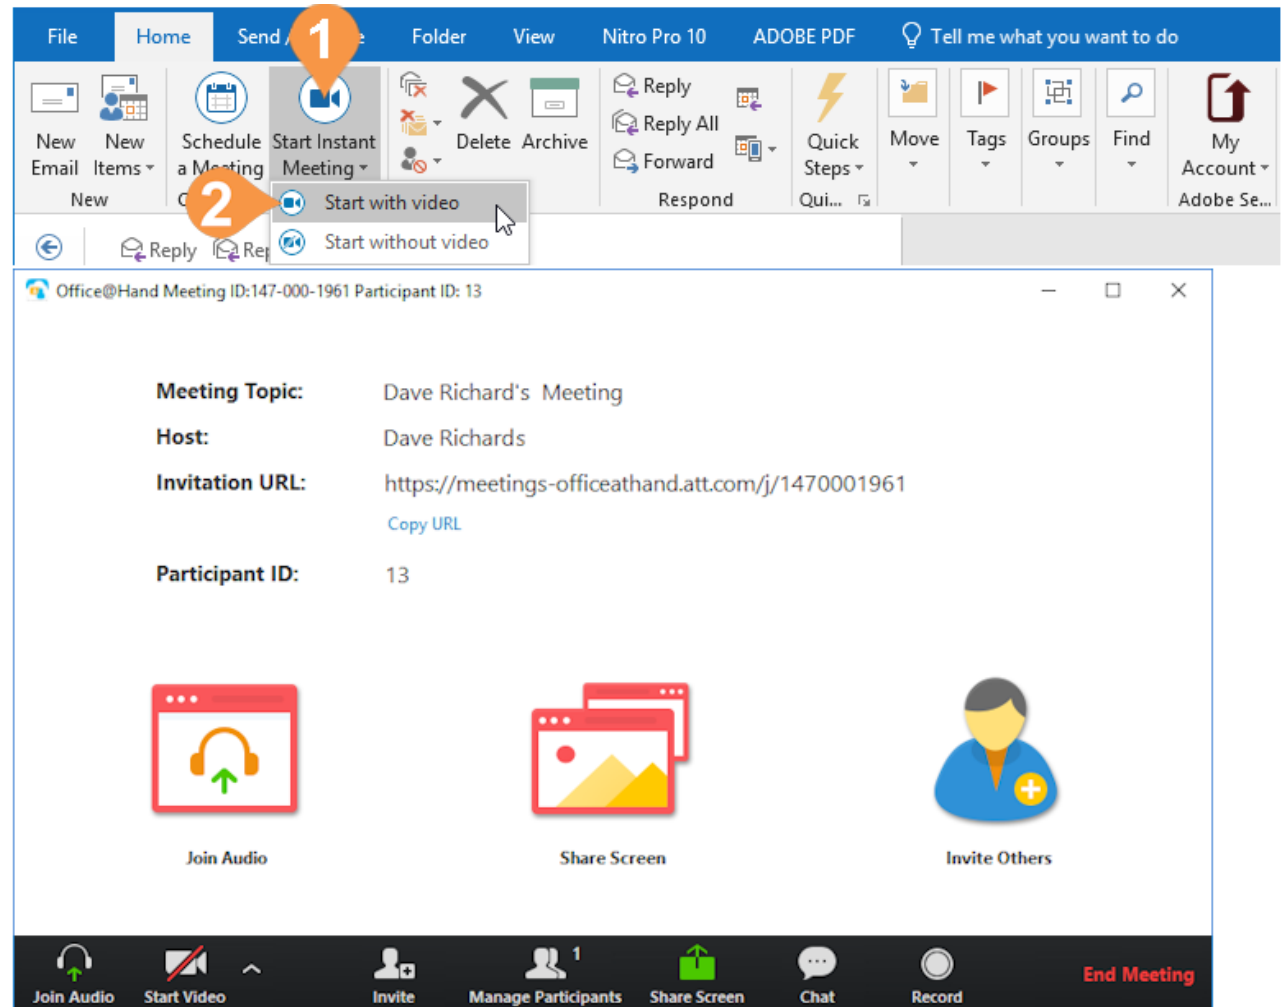 File Home Send / e Folder View Nitro Pro 10 ADOBE PDF Tell me what you want to do
1
New Email
New Items
Schedule a Meeting
Start Instant Meeting
Delete
Archive
Reply
Reply All
Forward
Quick Steps
Move
Tags
Groups
Find
My Account
New
C
Respond
Qui...
Adobe Se...
2
Start with video
Start without video
Reply
Rep
Office@Hand Meeting ID:147-000-1961 Participant ID: 13
Meeting Topic: Dave Richard's Meeting
Host: Dave Richards
Invitation URL: https://meetings-officeathand.att.com/j/1470001961
Copy URL
Participant ID: 13
Join Audio Share Screen Invite Others
1
Join Audio Start Video Invite Manage Participants Share Screen Chat Record End Meeting